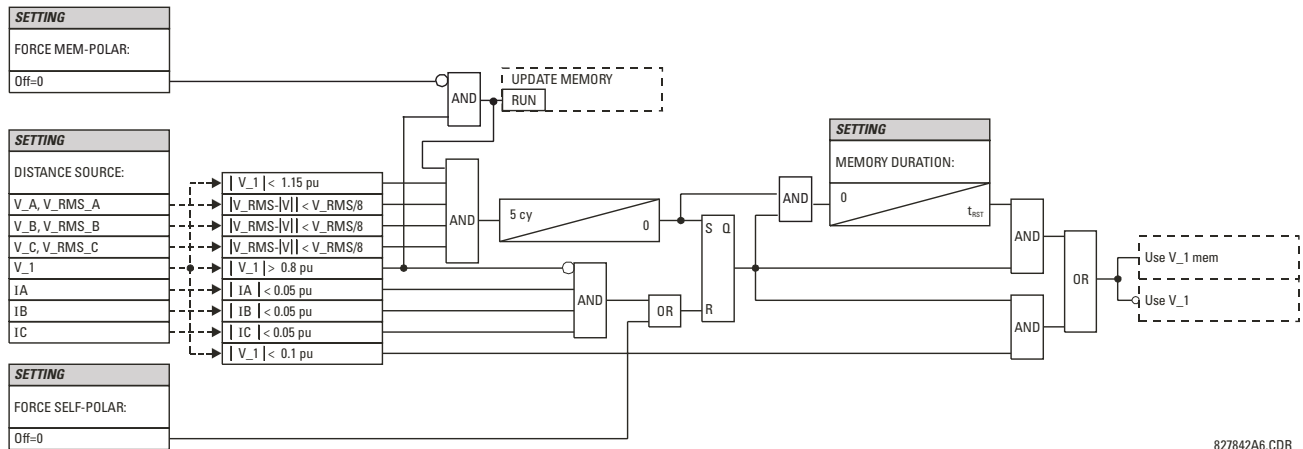 SETTING
FORCE MEM-POLAR:
Off=0
AND
UPDATE MEMORY
RUN
SETTING
DISTANCE SOURCE:
V_A, V_RMS_A
V_B, V_RMS_B
V_C, V_RMS_C
V_1
IA
IB
IC
| V_1 | < 1.15 pu
|V_RMS-|V|| < V_RMS/8
|V_RMS-|V|| < V_RMS/8
|V_RMS-|V|| < V_RMS/8
| V_1 | > 0.8 pu
| IA | < 0.05 pu
| IB | < 0.05 pu
| IC | < 0.05 pu
| V_1 | < 0.1 pu
AND
5 cy
0
AND
OR
S Q
R
AND
SETTING
MEMORY DURATION:
0
tRST
AND
AND
OR
Use V_1 mem
Use V_1
SETTING
FORCE SELF-POLAR:
Off=0
827842A6.CDR